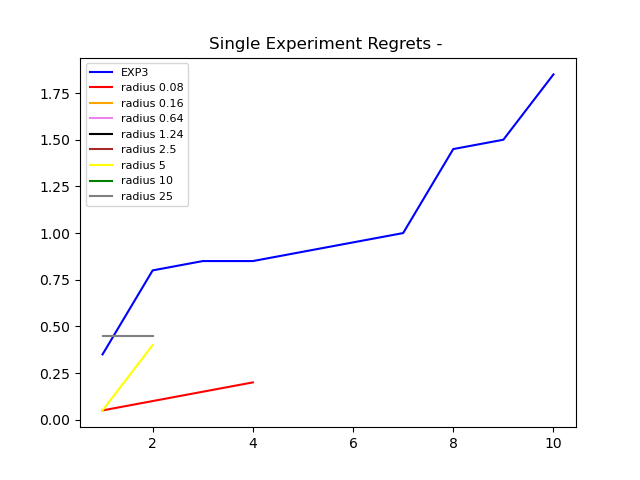 Single Experiment Regrets -
EXP3
radius 0.08
radius 0.16
radius 0.64
radius 1.24
radius 2.5
radius 5
radius 10
radius 25
1.75
1.50
1.25
1.00
0.75
0.50
0.25
0.00
2 4 6 8 10